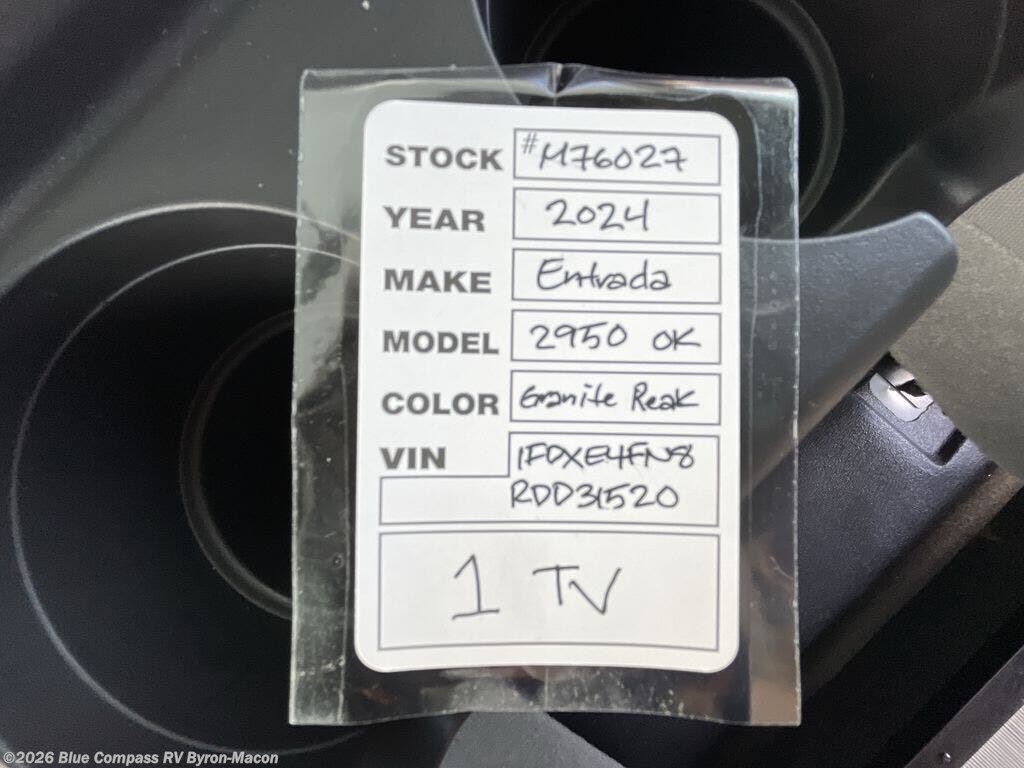 STOCK #M76027
YEAR 2024
MAKE Entrada
MODEL 2950 OK
COLOR Granite Reak
VIN 1FDXE4FN8
RDD31520
1 TV
©2026 Blue Compass RV Byron-Macon